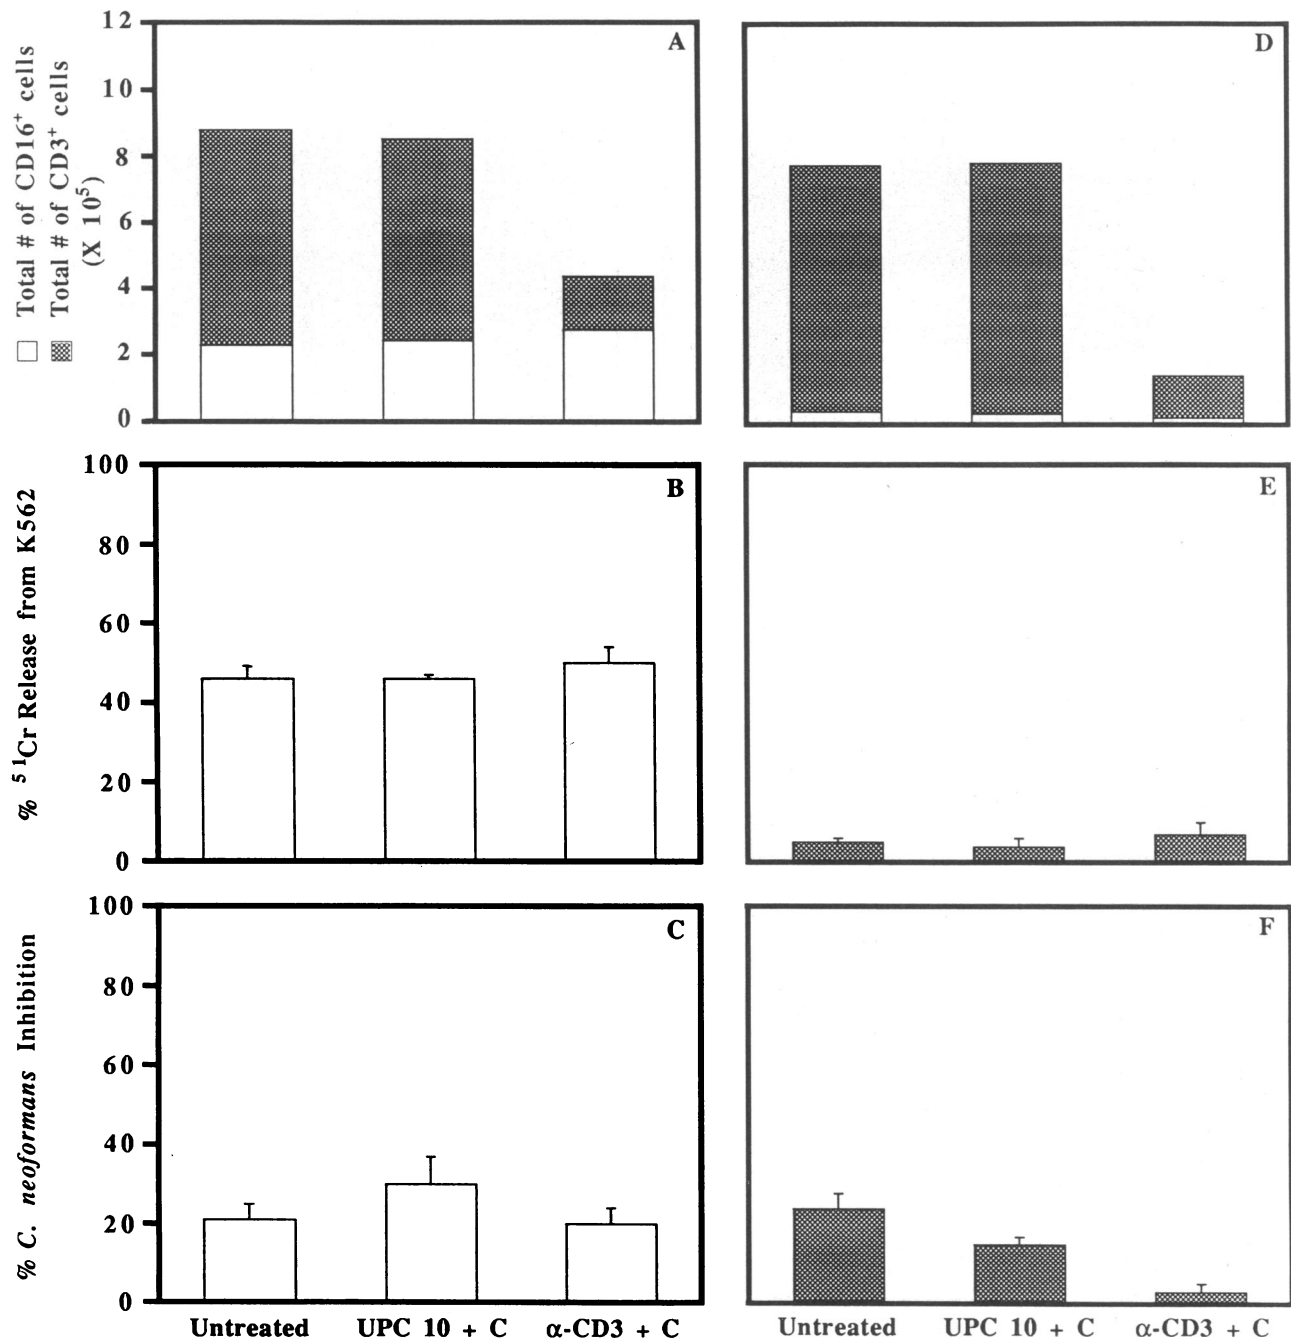 Total # of CD16⁺ cells
Total # of CD3⁺ cells
(X 10⁵)
12
10
8
6
4
2
0
A
D
% ⁵¹Cr Release from K562
100
80
60
40
20
0
B
E
% C. neoformans Inhibition
100
80
60
40
20
0
C
F
Untreated UPC 10 + C α-CD3 + C
Untreated UPC 10 + C α-CD3 + C